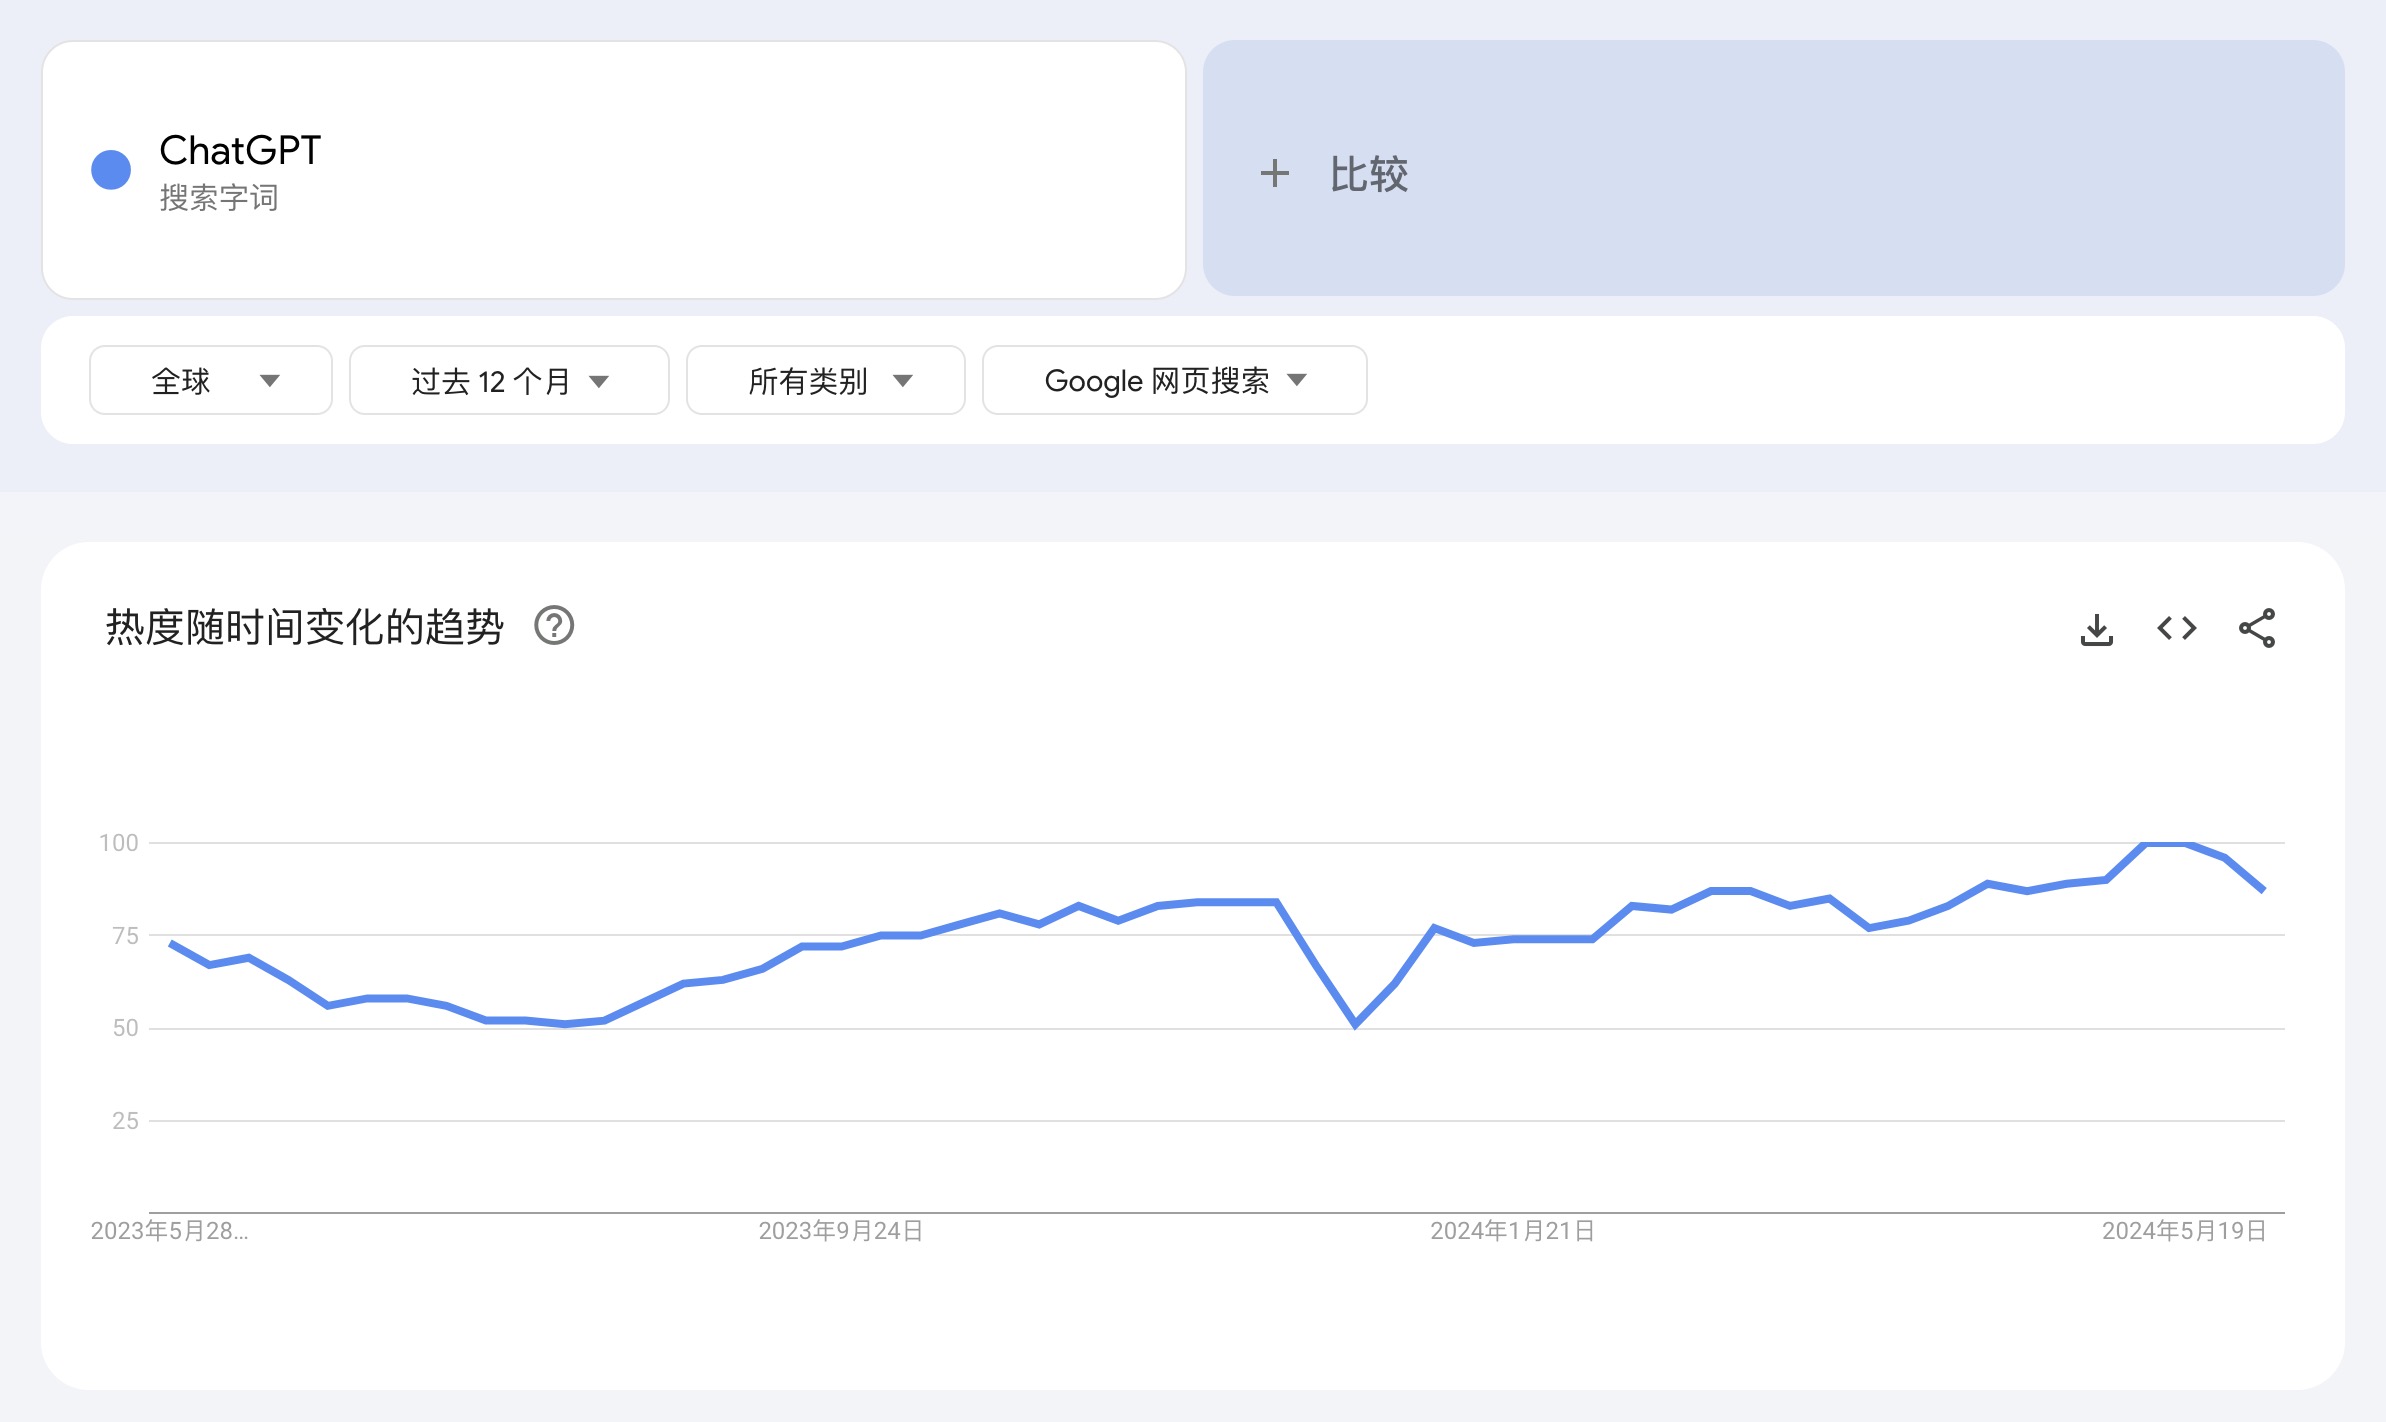 ChatGPT
搜索字词
+ 比较
全球
过去 12 个月
所有类别
Google 网页搜索
热度随时间变化的趋势
100
75
50
25
2023年5月28...
2023年9月24日
2024年1月21日
2024年5月19日